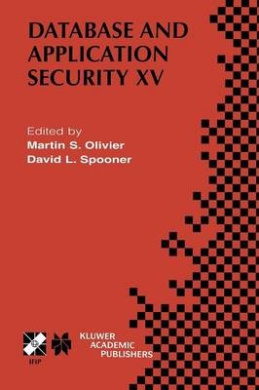 DATABASE AND
APPLICATION
SECURITY XV
Edited by
Martin S. Olivier
David L. Spooner
ifip
KLUWER
ACADEMIC
PUBLISHERS